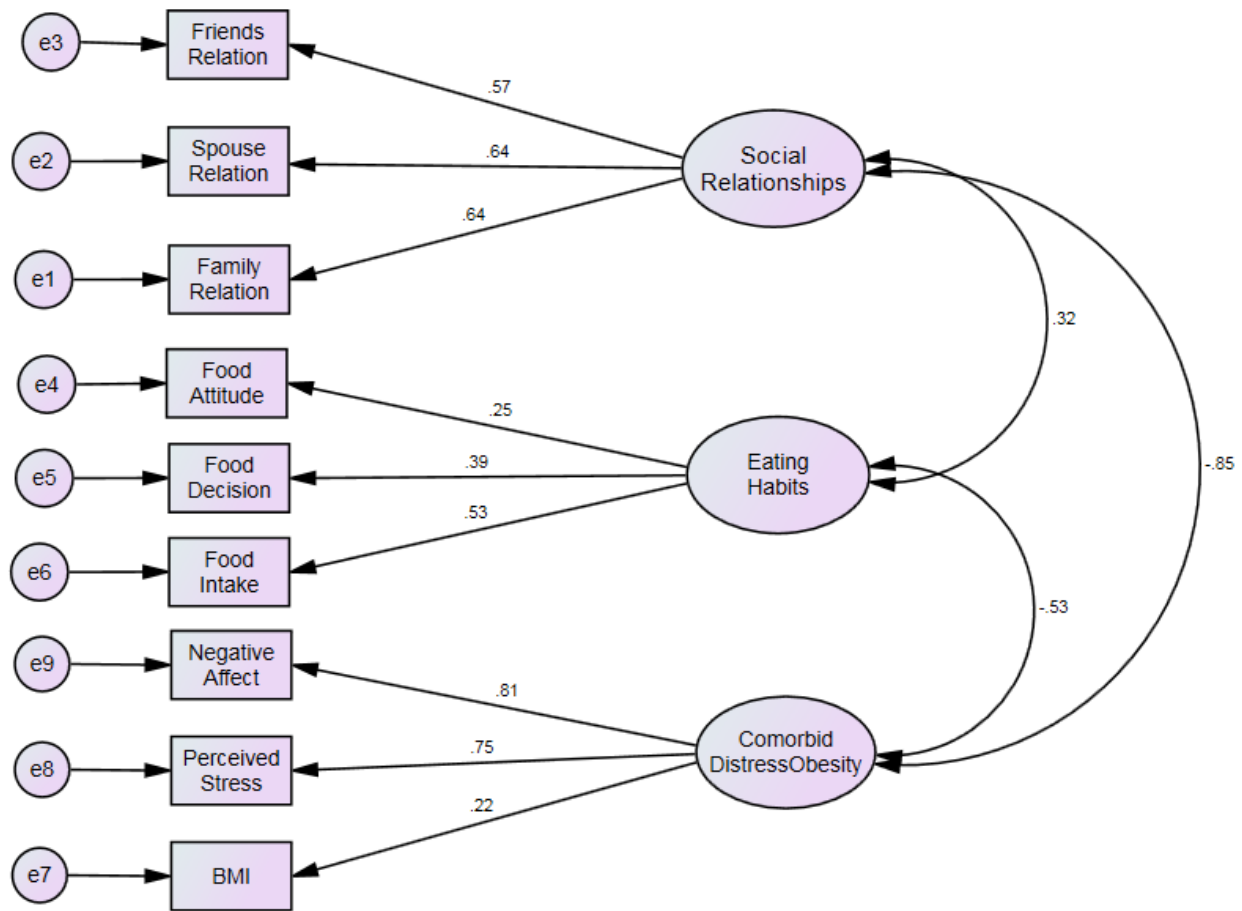 e3
Friends
Relation
.57
e2
Spouse
Relation
.64
Social
Relationships
e1
Family
Relation
.64
.32
e4
Food
Attitude
.25
e5
Food
Decision
.39
Eating
Habits
-.85
e6
Food
Intake
.53
-.53
e9
Negative
Affect
.81
e8
Perceived
Stress
.75
Comorbid
DistressObesity
e7
BMI
.22